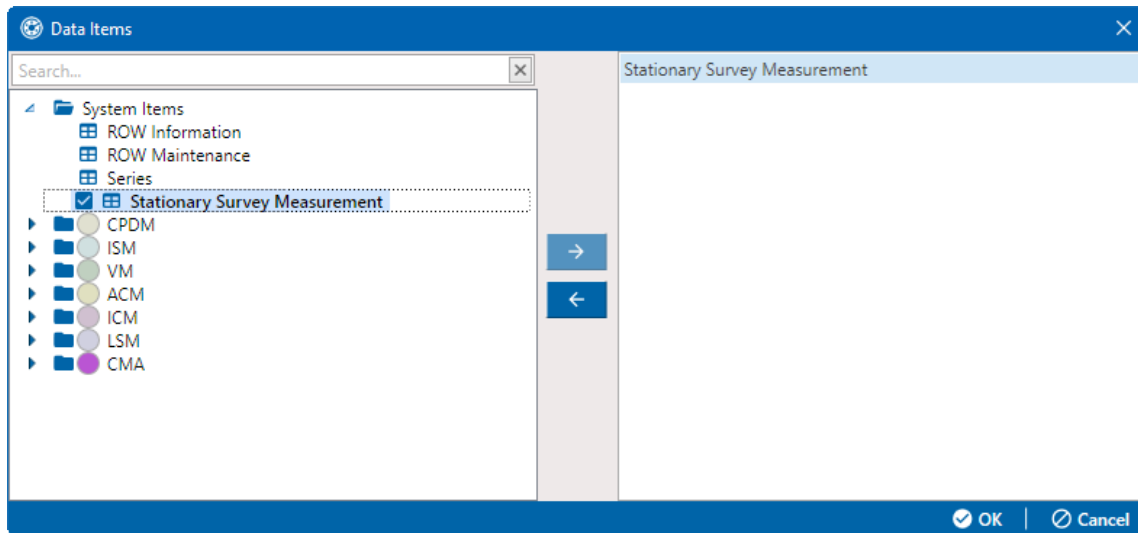 Data Items
Search...
Stationary Survey Measurement
System Items
ROW Information
ROW Maintenance
Series
Stationary Survey Measurement
CPDM
ISM
VM
ACM
ICM
LSM
CMA
OK
Cancel